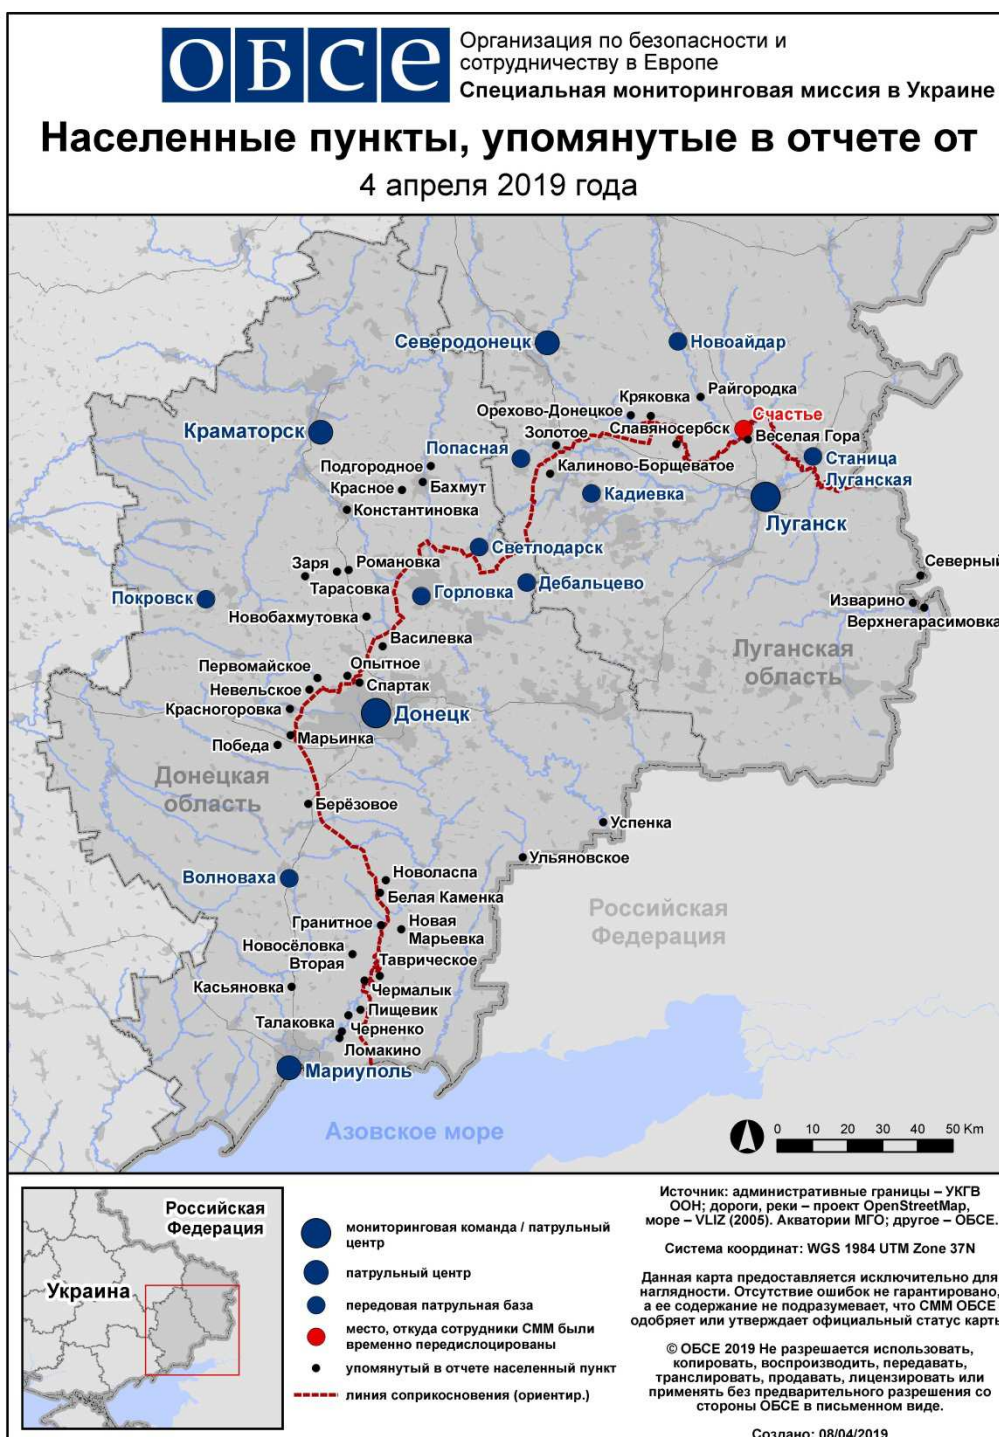 ОБСЕ
Организация по безопасности и
сотрудничеству в Европе
Специальная мониторинговая миссия в Украине
Населенные пункты, упомянутые в отчете от
4 апреля 2019 года
Северодонецк
Новоайдар
Райгородка
Кряковка
Орехово-Донецкое
Счастье
Славяносербск
Веселая Гора
Золотое
Краматорск
Попасная
Станица
Луганская
Подгородное
Калиново-Борщеватое
Красное
Бахмут
Кадиевка
Константиновка
Луганск
Светлодарск
Заря
Романовка
Северный
Тарасовка
Дебальцево
Покровск
Горловка
Изварино
Верхнегарасимовка
Новобахмутовка
Василевка
Луганская
область
Первомайское
Опытное
Невельское
Спартак
Красногоровка
Донецк
Победа
Марьинка
Донецкая
область
Берёзовое
Успенка
Ульяновское
Волноваха
Новоласпа
Белая Каменка
Российская
Федерация
Гранитное
Новая
Марьевка
Новосёловка
Вторая
Таврическое
Касьяновка
Чермалык
Пищевик
Талаковка
Черненко
Ломакино
Мариуполь
Азовское море
0 10 20 30 40 50 Km
Российская
Федерация
Украина
мониторинговая команда / патрульный
центр
патрульный центр
передовая патрульная база
место, откуда сотрудники СММ были
временно передислоцированы
упомянутый в отчете населенный пункт
линия соприкосновения (ориентир.)
Источник: административные границы – УКГВ
ООН; дороги, реки – проект OpenStreetMap,
море – VLIZ (2005). Акватории МГО; другое – ОБСЕ.
Система координат: WGS 1984 UTM Zone 37N
Данная карта предоставляется исключительно для
наглядности. Отсутствие ошибок не гарантировано,
а ее содержание не подразумевает, что СММ ОБСЕ
одобряет или утверждает официальный статус карты
© ОБСЕ 2019 Не разрешается использовать,
копировать, воспроизводить, передавать,
транслировать, продавать, лицензировать или
применять без предварительного разрешения со
стороны ОБСЕ в письменном виде.
Создано: 08/04/2019